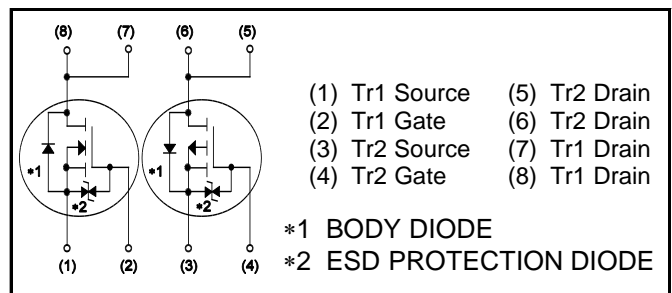 (8) (7) (6) (5)
*1 *2 *1 *2
(1) (2) (3) (4)
(1) Tr1 Source (5) Tr2 Drain
(2) Tr1 Gate (6) Tr2 Drain
(3) Tr2 Source (7) Tr1 Drain
(4) Tr2 Gate (8) Tr1 Drain
*1 BODY DIODE
*2 ESD PROTECTION DIODE